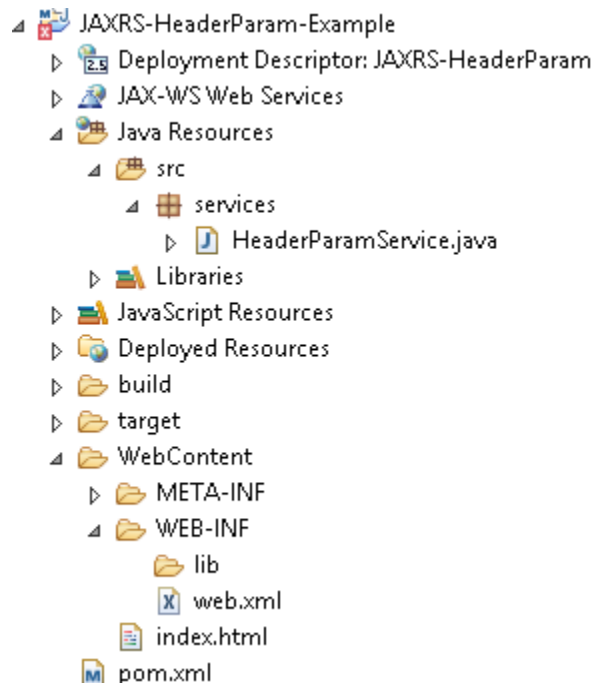 JAXRS-HeaderParam-Example
Deployment Descriptor: JAXRS-HeaderParam
JAX-WS Web Services
Java Resources
src
services
HeaderParamService.java
Libraries
JavaScript Resources
Deployed Resources
build
target
WebContent
META-INF
WEB-INF
lib
web.xml
index.html
pom.xml